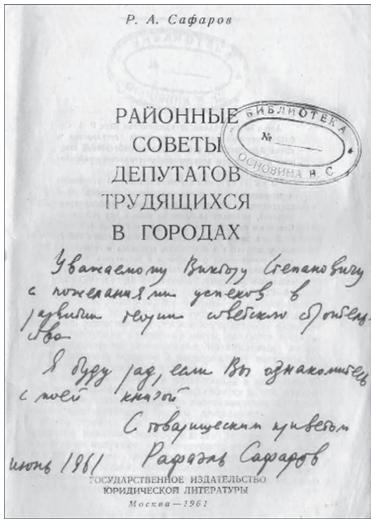 Р. А. Сафаров
РАЙОННЫЕ
СОВЕТЫ
ДЕПУТАТОВ
ТРУДЯЩИХСЯ
В ГОРОДАХ
БИБЛИОТЕКА
№
ОСНОВИНА В. С.
Уважаемому Виктору Степановичу
с пожеланиями успехов в
развитии теории советского строитель-
ства
Я буду рад, если Вы ознакомитесь
с моей книгой
С товарищеским приветом
июнь 1961 Рафаэль Сафаров
ГОСУДАРСТВЕННОЕ ИЗДАТЕЛЬСТВО
ЮРИДИЧЕСКОЙ ЛИТЕРАТУРЫ
Москва—1961